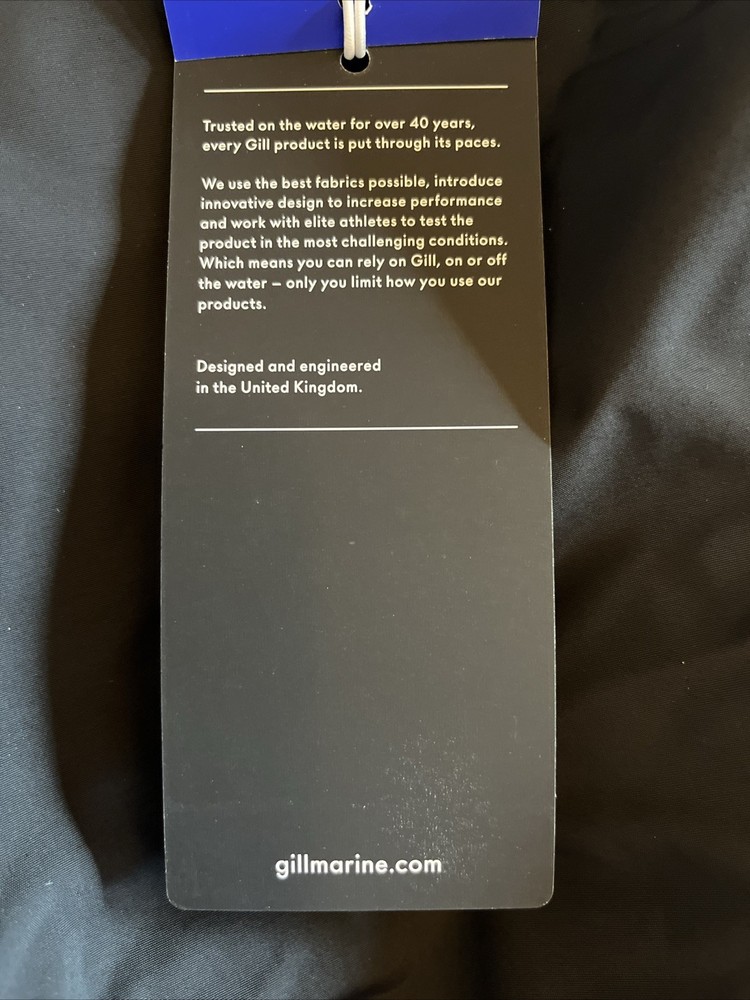 Trusted on the water for over 40 years,
every Gill product is put through its paces.
We use the best fabrics possible, introduce
innovative design to increase performance
and work with elite athletes to test the
product in the most challenging conditions.
Which means you can rely on Gill, on or off
the water – only you limit how you use our
products.
Designed and engineered
in the United Kingdom.
gillmarine.com